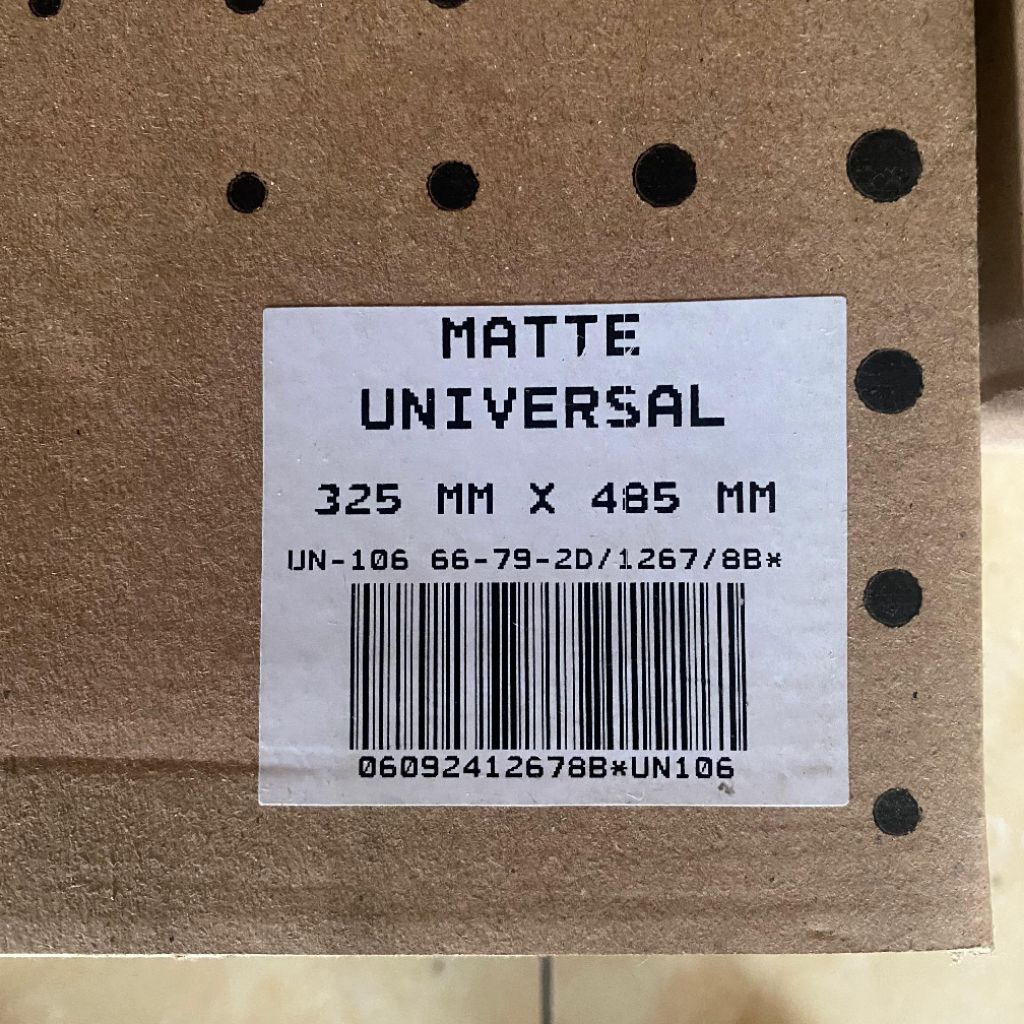 MATTE
UNIVERSAL
325 MM X 485 MM
UN-106 66-79-2D/1267/8B*
06092412678B*UN106